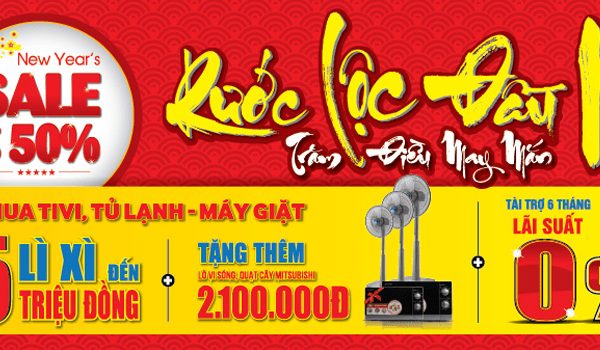 New Year's
SALE
50%
Rước Lộc Đầu
Trăm Điều May Mắn
MUA TIVI, TỦ LẠNH - MÁY GIẶT
5 LÌ XÌ ĐẾN
TRIỆU ĐỒNG
+
TẶNG THÊM
LÒ VI SÓNG, QUẠT CÂY MITSUBISHI
2.100.000Đ
+
TÀI TRỢ 6 THÁNG
LÃI SUẤT
0%